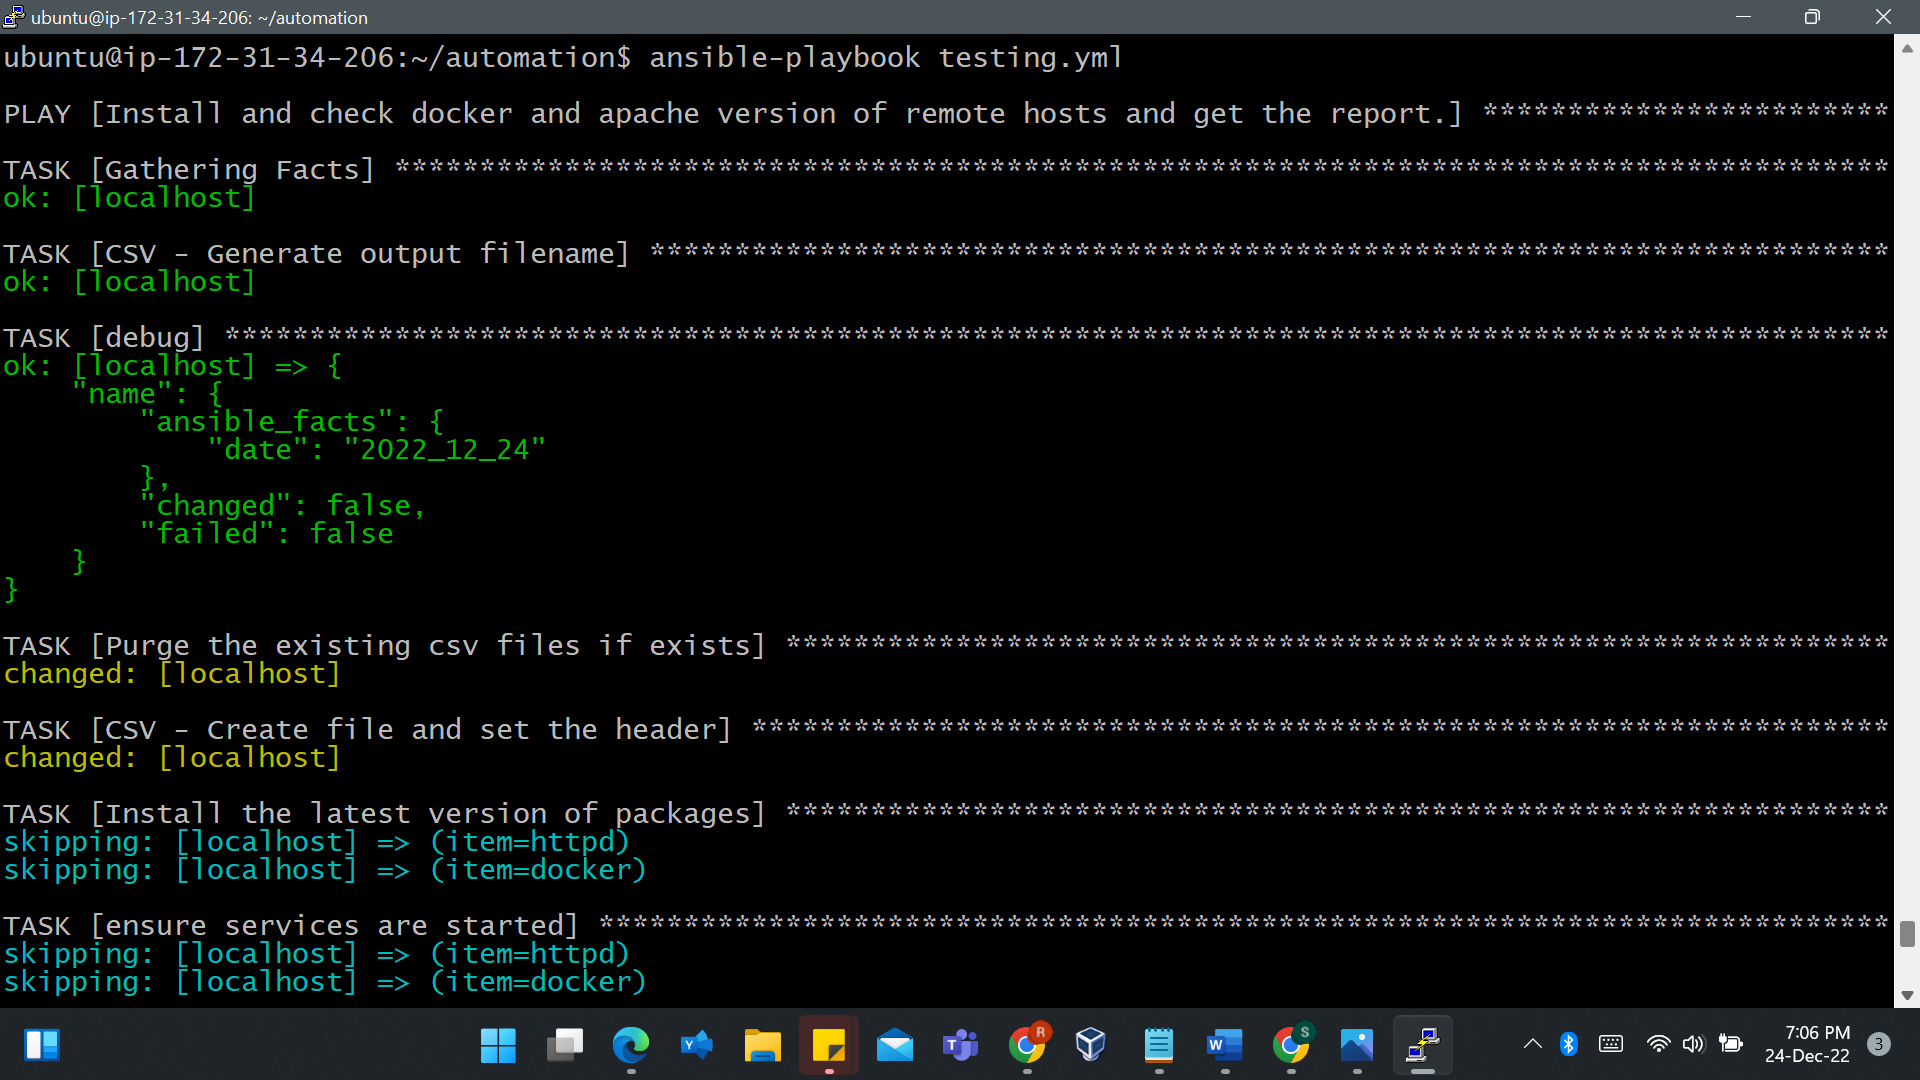 ubuntu@ip-172-31-34-206: ~/automation
ubuntu@ip-172-31-34-206:~/automation$ ansible-playbook testing.yml
PLAY [Install and check docker and apache version of remote hosts and get the report.] ************************
TASK [Gathering Facts] ****************************************************************************************
ok: [localhost]
TASK [CSV - Generate output filename] *************************************************************************
ok: [localhost]
TASK [debug] **************************************************************************************************
ok: [localhost] => {
    "name": {
        "ansible_facts": {
            "date": "2022_12_24"
        },
        "changed": false,
        "failed": false
    }
}
TASK [Purge the existing csv files if exists] *****************************************************************
changed: [localhost]
TASK [CSV - Create file and set the header] *******************************************************************
changed: [localhost]
TASK [Install the latest version of packages] *****************************************************************
skipping: [localhost] => (item=httpd)
skipping: [localhost] => (item=docker)
TASK [ensure services are started] ****************************************************************************
skipping: [localhost] => (item=httpd)
skipping: [localhost] => (item=docker)
Y
T
R
W
S
7:06 PM
24-Dec-22
3